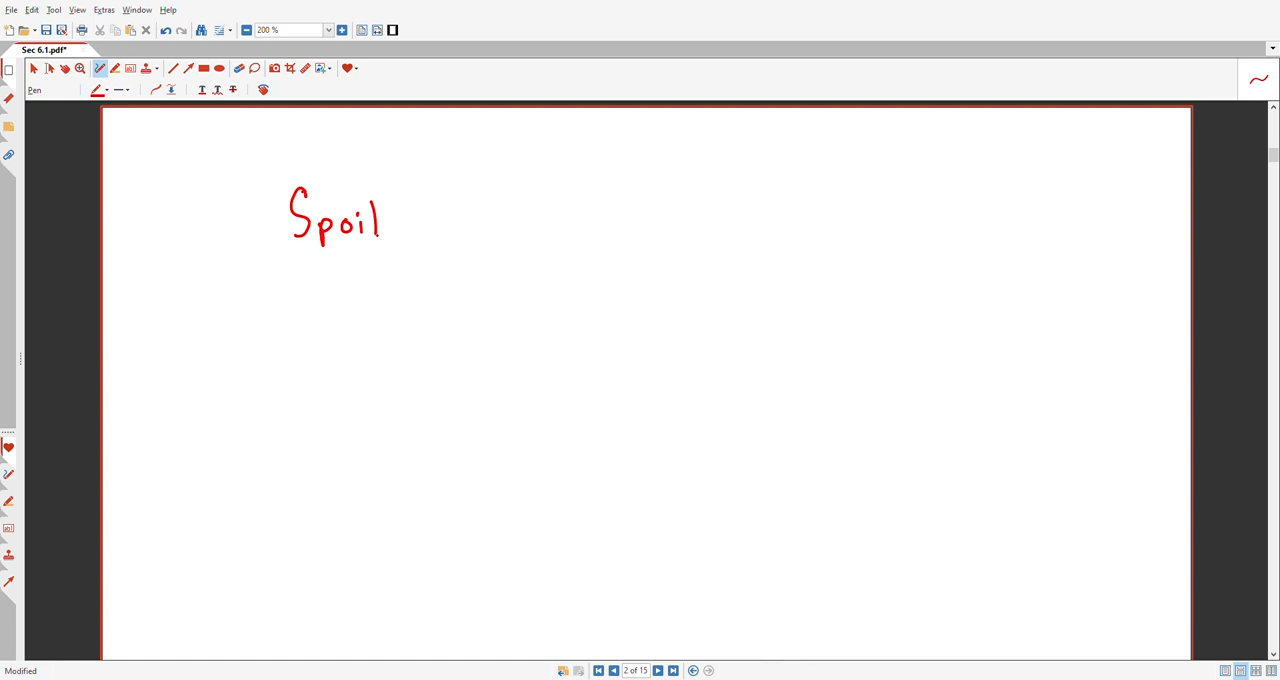 File Edit Tool View Extras Window Help
200 %
Sec 6.1.pdf*
Pen
Spoil
Modified
2 of 15